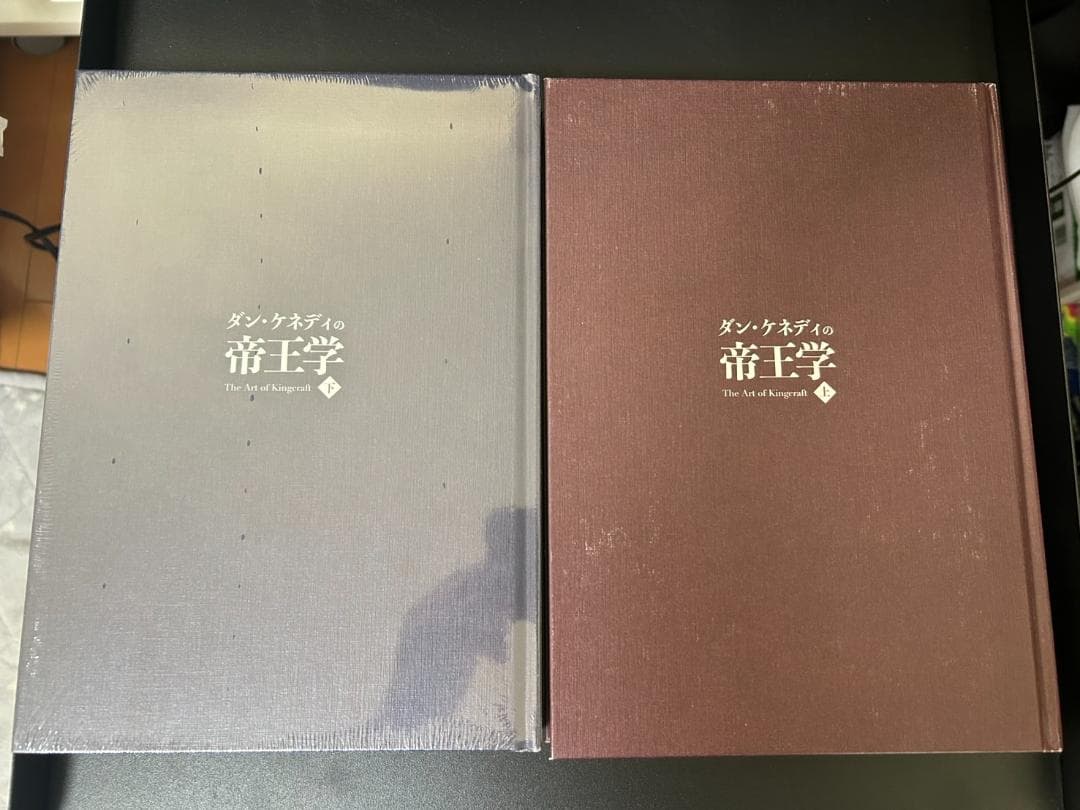 ダン・ケネディの
帝王学
The Art of Kingcraft 下
ダン・ケネディの
帝王学
The Art of Kingcraft 上